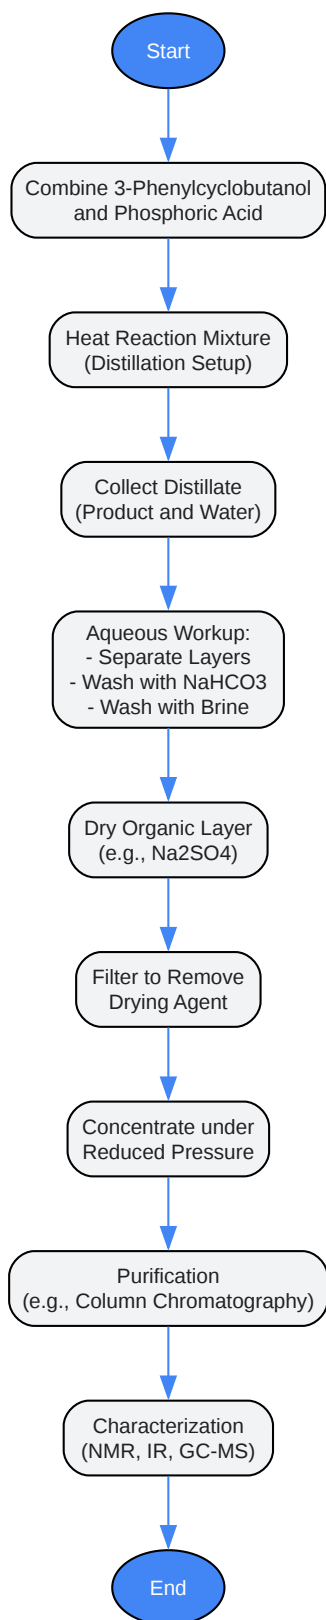 Start
Combine 3-Phenylcyclobutanol
and Phosphoric Acid
Heat Reaction Mixture
(Distillation Setup)
Collect Distillate
(Product and Water)
Aqueous Workup:
- Separate Layers
- Wash with NaHCO3
- Wash with Brine
Dry Organic Layer
(e.g., Na2SO4)
Filter to Remove
Drying Agent
Concentrate under
Reduced Pressure
Purification
(e.g., Column Chromatography)
Characterization
(NMR, IR, GC-MS)
End